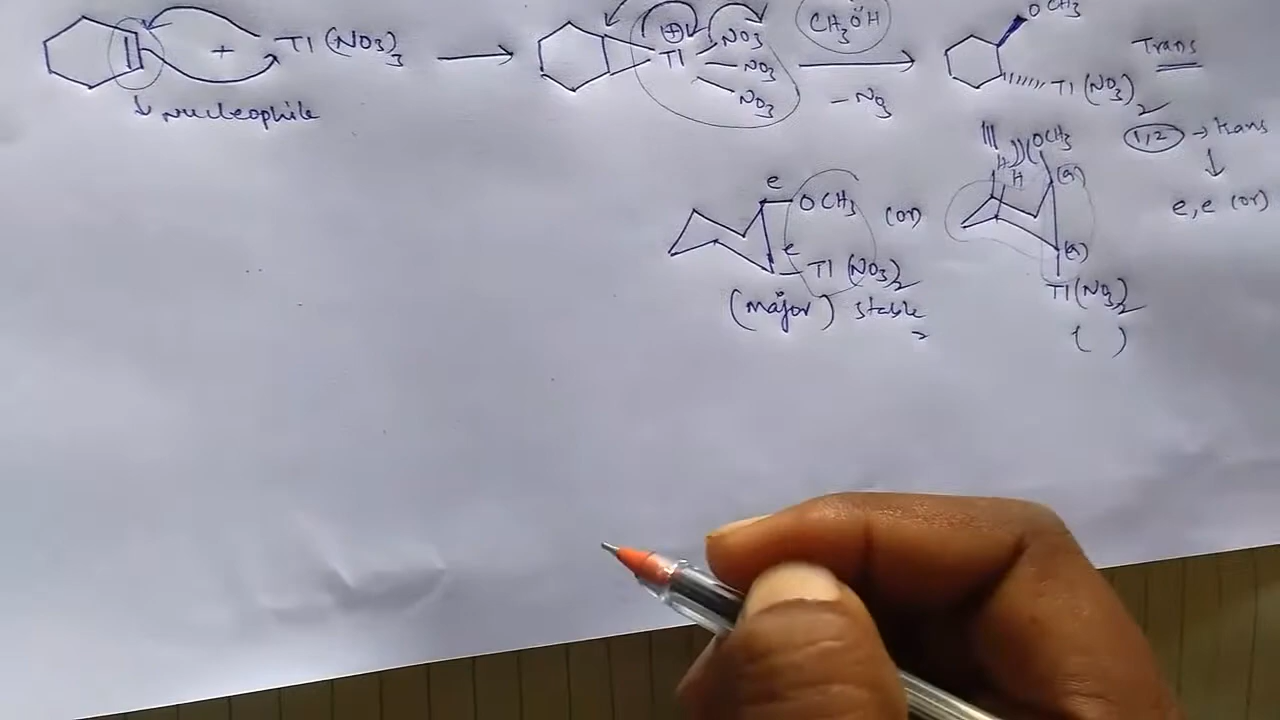 + Tl (NO3)3 ⊕ Tl NO3 NO3 NO3 CH3ÖH - NO3 OCH3 Tl (NO3)2 Trans
↓ Nucleophile
||| H H OCH3 (a) (1,2) → trans
↓
e OCH3 (or) e, e (or)
e Tl (NO3)2 (a)
Tl(NO3)2
(major) stable
( )